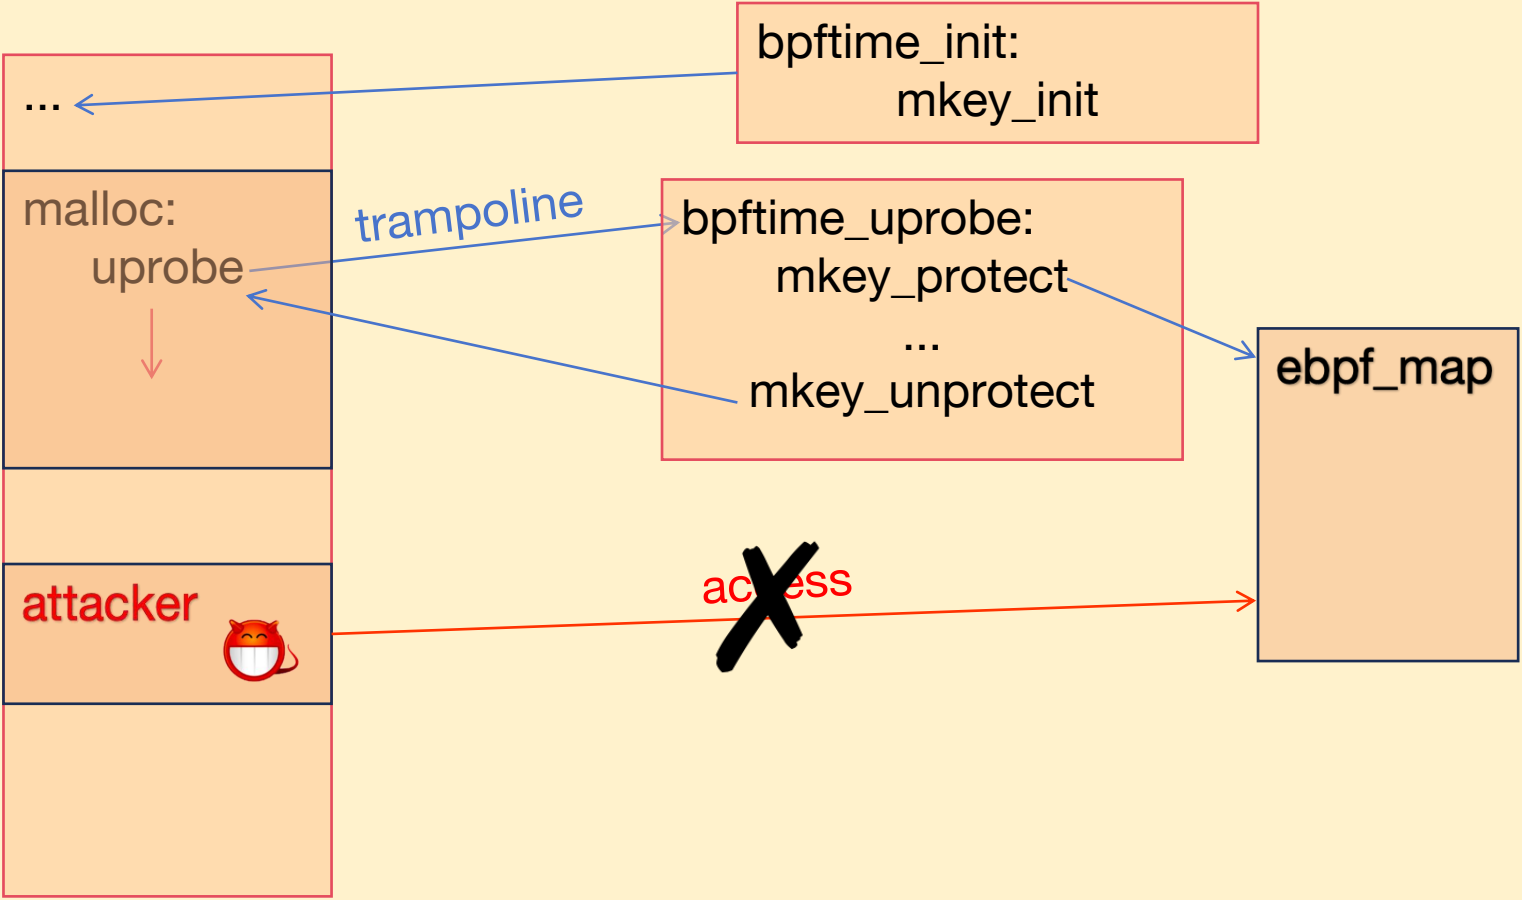 bpftime_init:
mkey_init
...
malloc:
uprobe
trampoline
bpftime_uprobe:
mkey_protect
...
mkey_unprotect
ebpf_map
attacker
access